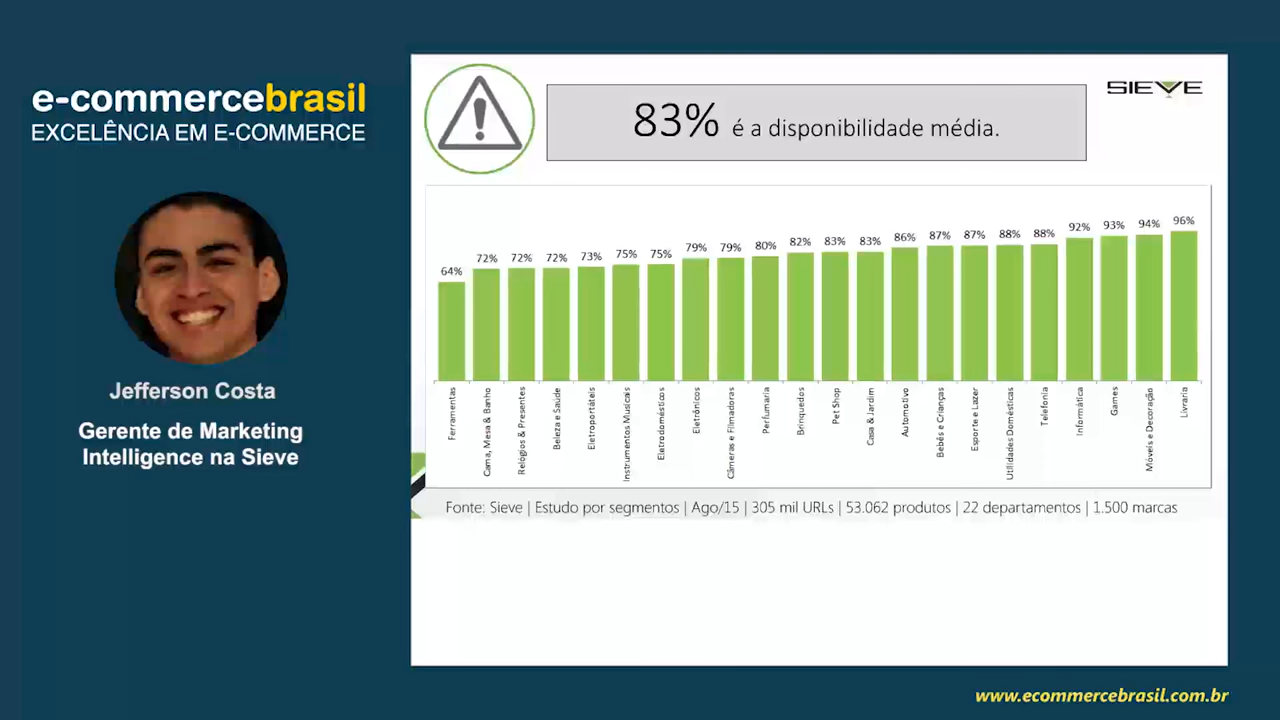 e-commercebrasil
EXCELÊNCIA EM E-COMMERCE
Jefferson Costa
Gerente de Marketing
Intelligence na Sieve
SIEVE
83% é a disponibilidade média.
64%
72%
72%
72%
73%
75%
75%
79%
79%
80%
82%
83%
83%
86%
87%
87%
88%
88%
92%
93%
94%
96%
Ferramentas
Cama, Mesa & Banho
Relógios & Presentes
Beleza e Saúde
Eletroportáteis
Instrumentos Musicais
Eletrodomésticos
Eletrônicos
Câmeras e Filmadoras
Perfumaria
Brinquedos
Pet Shop
Casa & Jardim
Automotivo
Bebês e Crianças
Esporte e Lazer
Utilidades Domésticas
Telefonia
Informática
Games
Móveis e Decoração
Livraria
Fonte: Sieve | Estudo por segmentos | Ago/15 | 305 mil URLs | 53.062 produtos | 22 departamentos | 1.500 marcas
www.ecommercebrasil.com.br